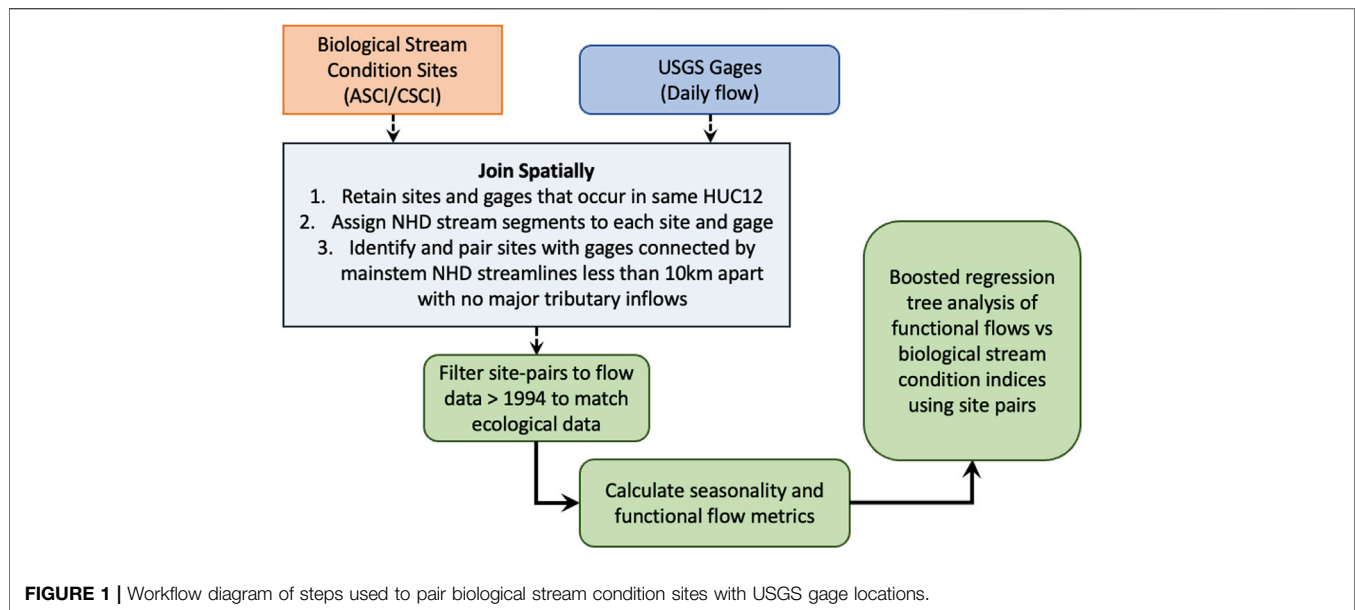 Biological Stream
Condition Sites
(ASCI/CSCI)
USGS Gages
(Daily flow)
Join Spatially
1. Retain sites and gages that occur in same HUC12
2. Assign NHD stream segments to each site and gage
3. Identify and pair sites with gages connected by
mainstem NHD streamlines less than 10km apart
with no major tributary inflows
Filter site-pairs to flow
data > 1994 to match
ecological data
Calculate seasonality and
functional flow metrics
Boosted regression
tree analysis of
functional flows vs
biological stream
condition indices
using site pairs
FIGURE 1 | Workflow diagram of steps used to pair biological stream condition sites with USGS gage locations.